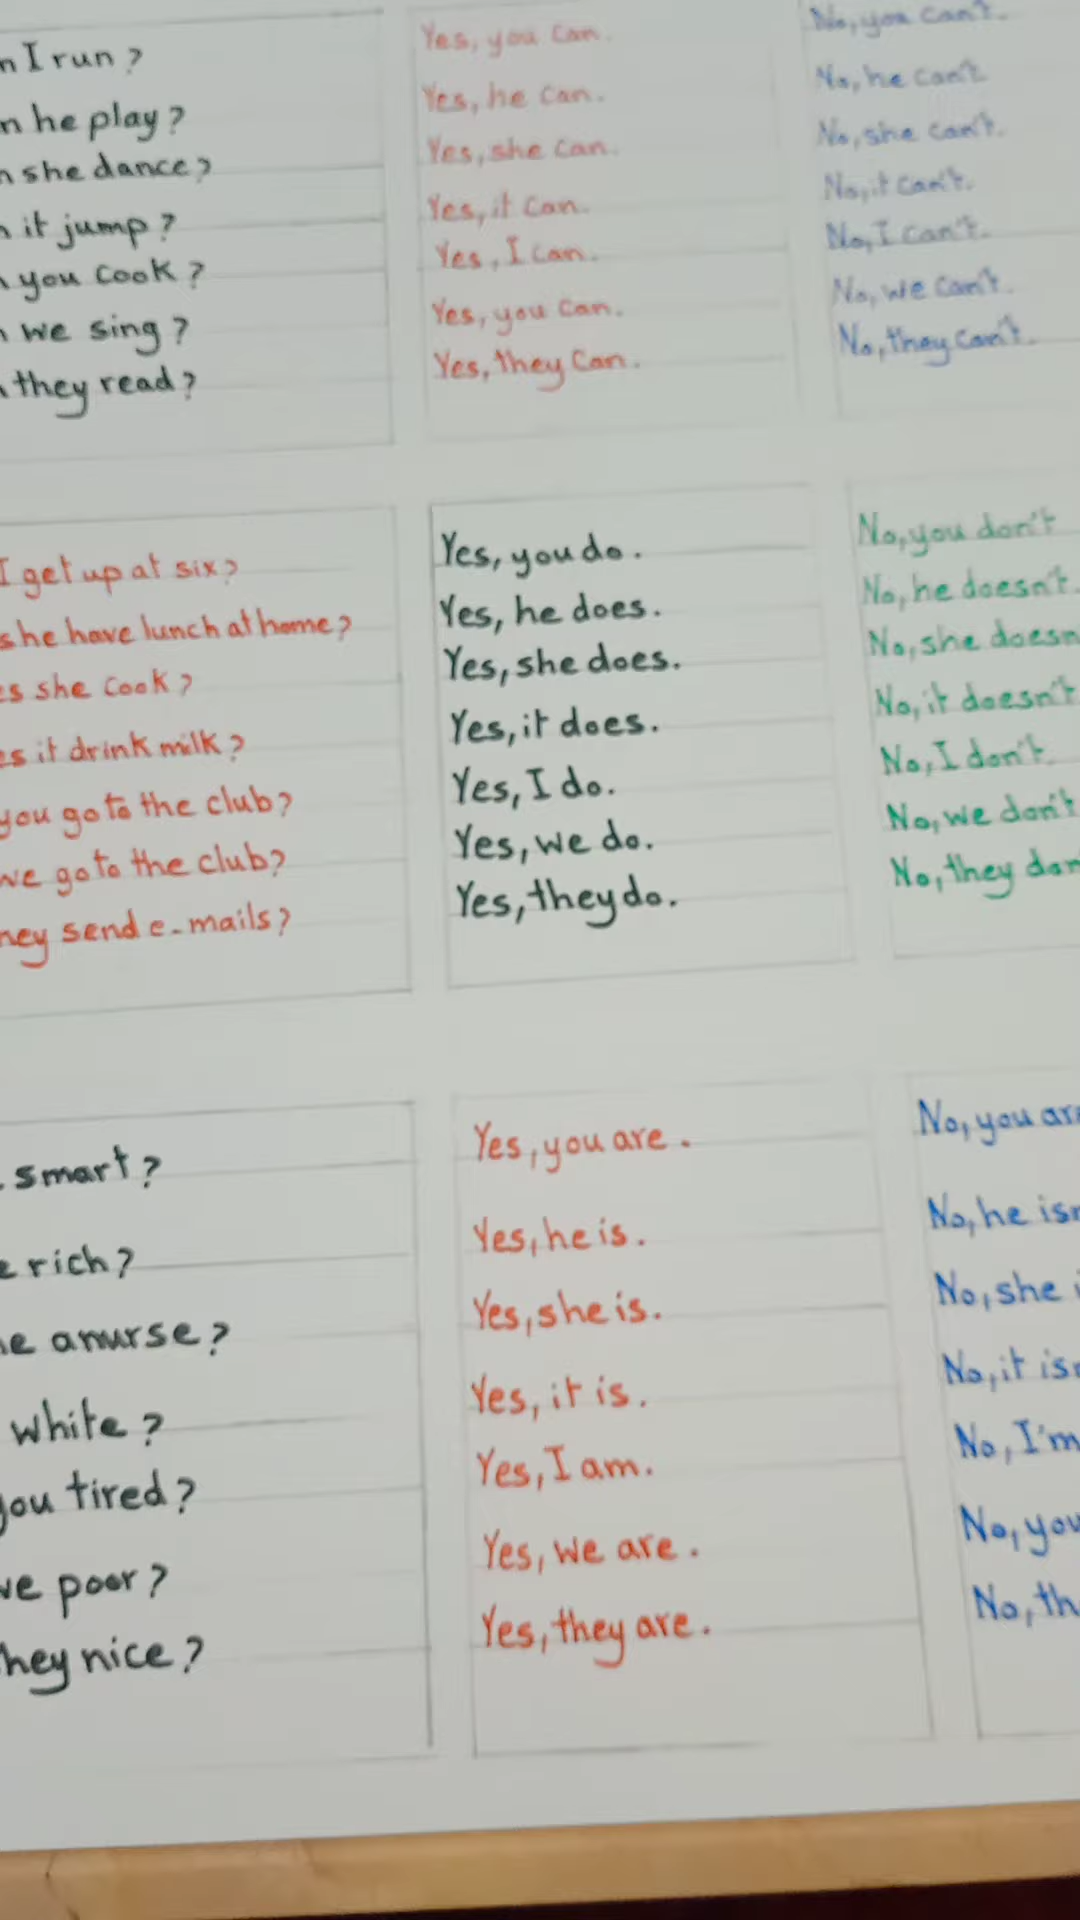 I run?
he play?
she dance?
it jump?
you cook?
we sing?
they read?
Yes, you can.
Yes, he can.
Yes, she can.
Yes, it can.
Yes, I can.
Yes, you can.
Yes, they can.
No, you can't.
No, he can't
No, she can't.
No, it can't.
No, I can't.
No, we can't.
No, they can't.
I get up at six?
she have lunch at home?
she cook?
it drink milk?
you go to the club?
we go to the club?
send e-mails?
Yes, you do.
Yes, he does.
Yes, she does.
Yes, it does.
Yes, I do.
Yes, we do.
Yes, they do.
No, you don't
No, he doesn't.
No, she doesn
No, it doesn't
No, I don't.
No, we don't
No, they don
smart?
rich?
a nurse?
white?
you tired?
poor?
nice?
Yes, you are.
Yes, he is.
Yes, she is.
Yes, it is.
Yes, I am.
Yes, we are.
Yes, they are.
No, you ar
No, he isn
No, she i
No, it isn
No, I'm
No, you
No, th